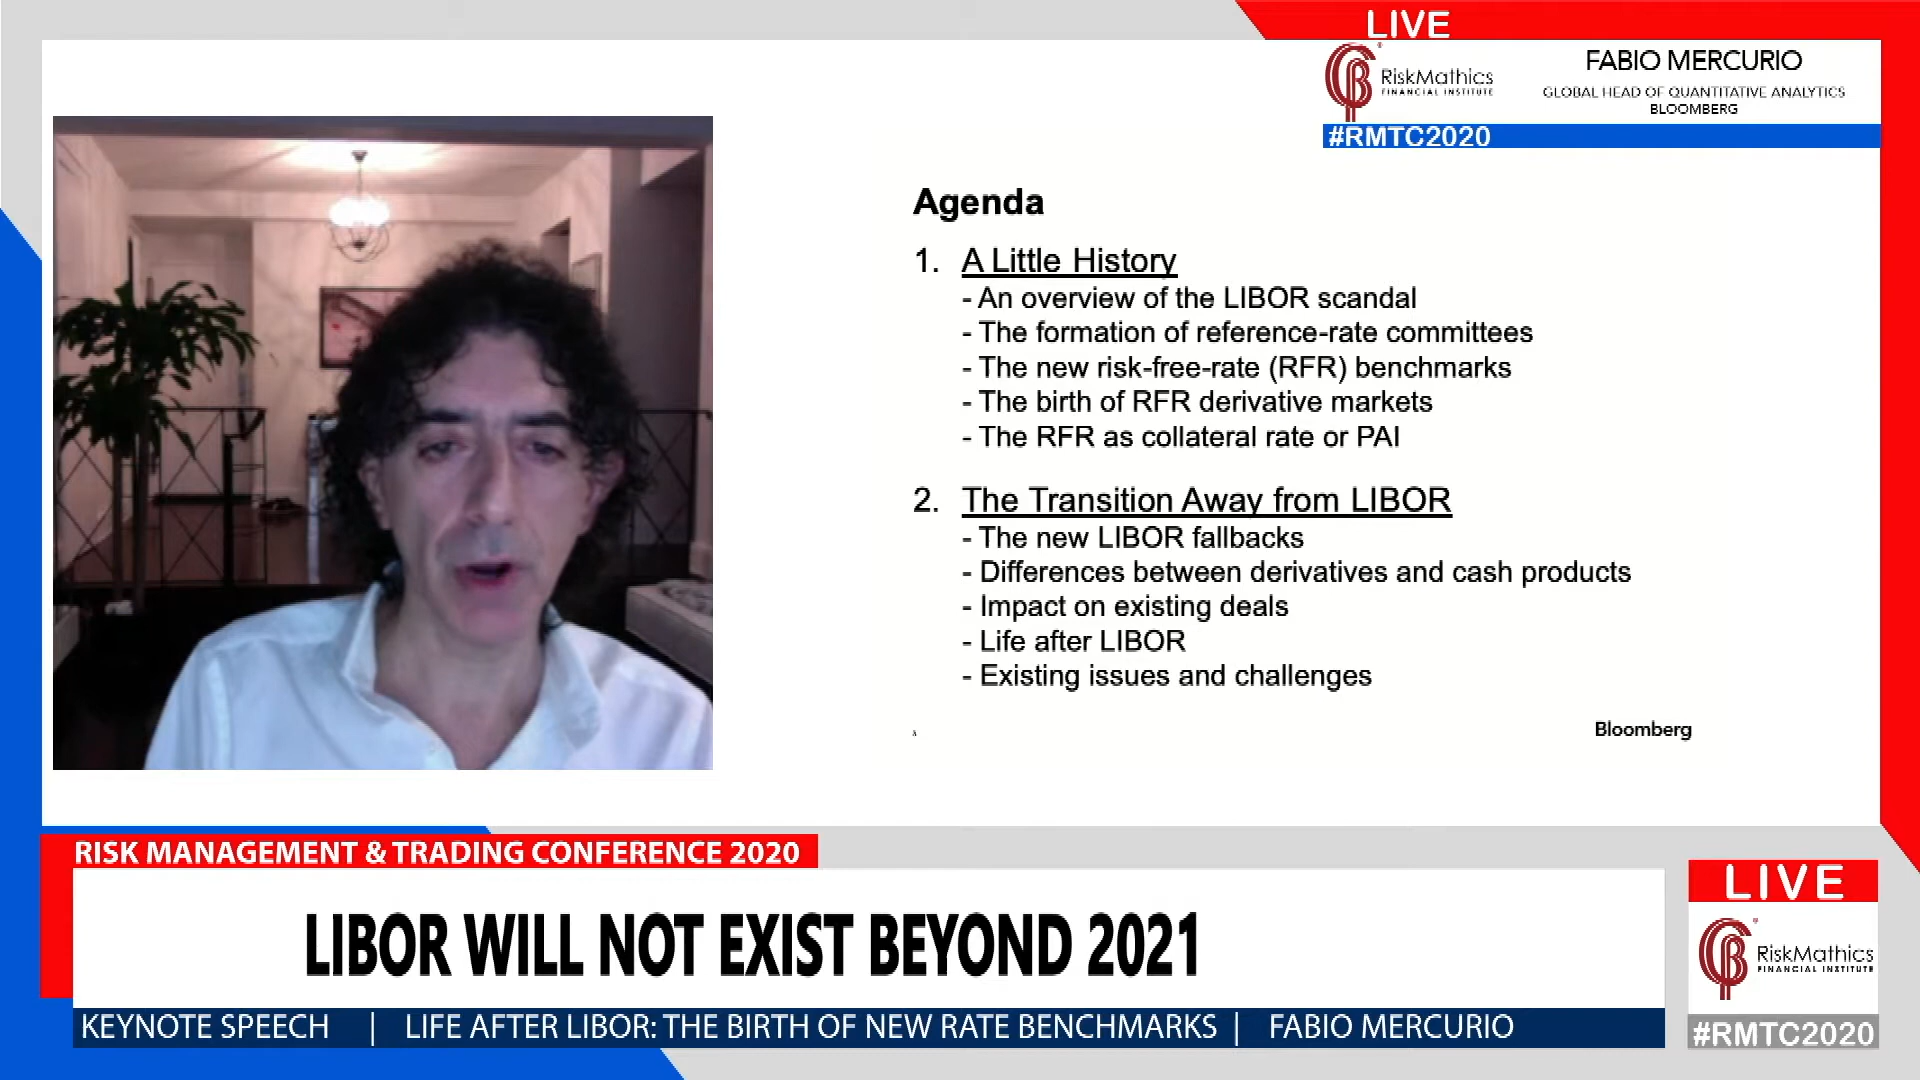 LIVE
RiskMathics
FINANCIAL INSTITUTE
FABIO MERCURIO
GLOBAL HEAD OF QUANTITATIVE ANALYTICS
BLOOMBERG
#RMTC2020
Agenda
1. A Little History
- An overview of the LIBOR scandal
- The formation of reference-rate committees
- The new risk-free-rate (RFR) benchmarks
- The birth of RFR derivative markets
- The RFR as collateral rate or PAI
2. The Transition Away from LIBOR
- The new LIBOR fallbacks
- Differences between derivatives and cash products
- Impact on existing deals
- Life after LIBOR
- Existing issues and challenges
Bloomberg
RISK MANAGEMENT & TRADING CONFERENCE 2020
LIBOR WILL NOT EXIST BEYOND 2021
KEYNOTE SPEECH | LIFE AFTER LIBOR: THE BIRTH OF NEW RATE BENCHMARKS | FABIO MERCURIO
LIVE
RiskMathics
FINANCIAL INSTITUTE
#RMTC2020